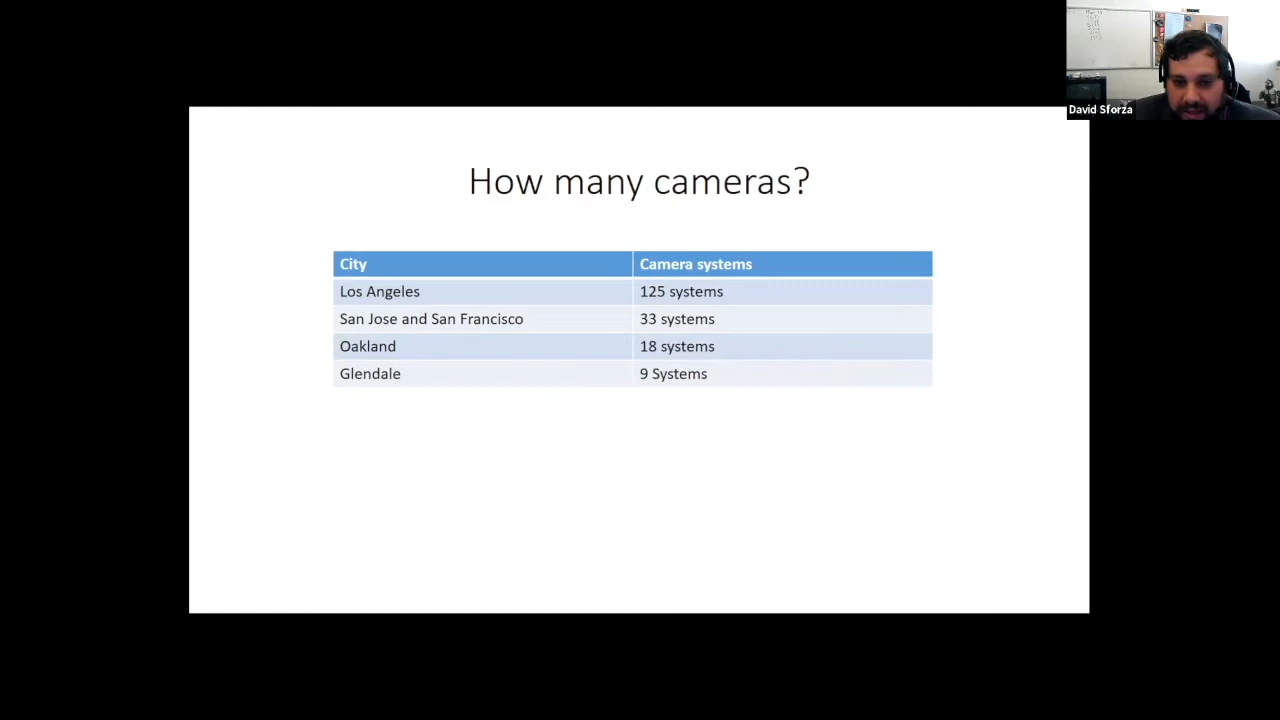 David Sforza
How many cameras?
City Camera systems
Los Angeles 125 systems
San Jose and San Francisco 33 systems
Oakland 18 systems
Glendale 9 Systems